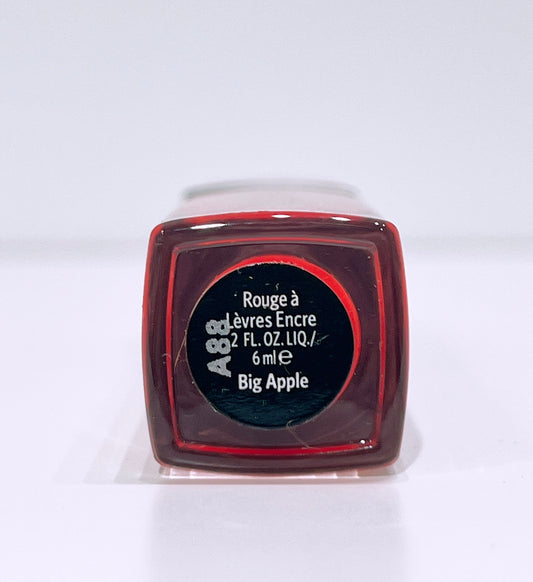 Rouge à
Lèvres Encre
.2 FL. OZ. LIQ./
6 ml ℮
Big Apple
A88